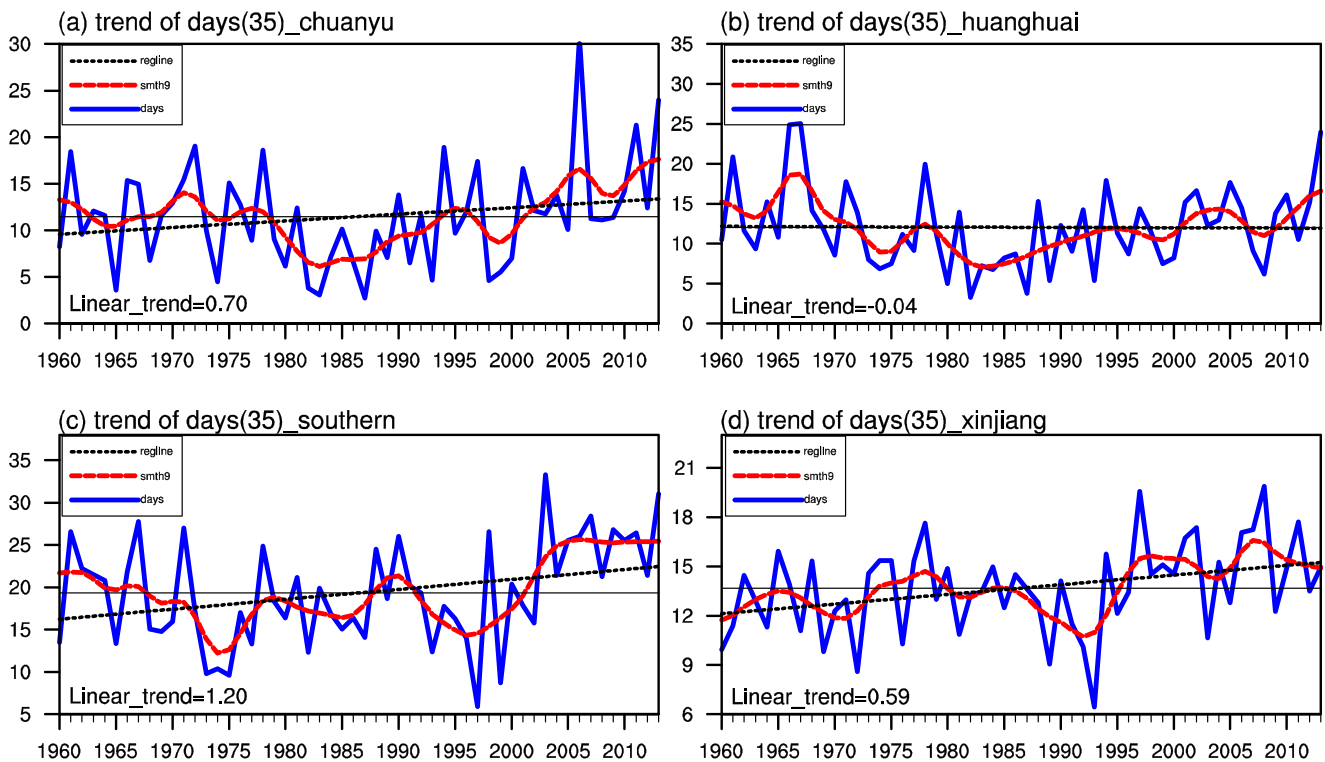 (a) trend of days(35)_chuanyu
30
25
20
15
10
5
0
regline
smth9
days
Linear_trend=0.70
1960 1965 1970 1975 1980 1985 1990 1995 2000 2005 2010
(b) trend of days(35)_huanghuai
35
30
25
20
15
10
5
0
regline
smth9
days
Linear_trend=-0.04
1960 1965 1970 1975 1980 1985 1990 1995 2000 2005 2010
(c) trend of days(35)_southern
35
30
25
20
15
10
5
regline
smth9
days
Linear_trend=1.20
1960 1965 1970 1975 1980 1985 1990 1995 2000 2005 2010
(d) trend of days(35)_xinjiang
21
18
15
12
9
6
regline
smth9
days
Linear_trend=0.59
1960 1965 1970 1975 1980 1985 1990 1995 2000 2005 2010